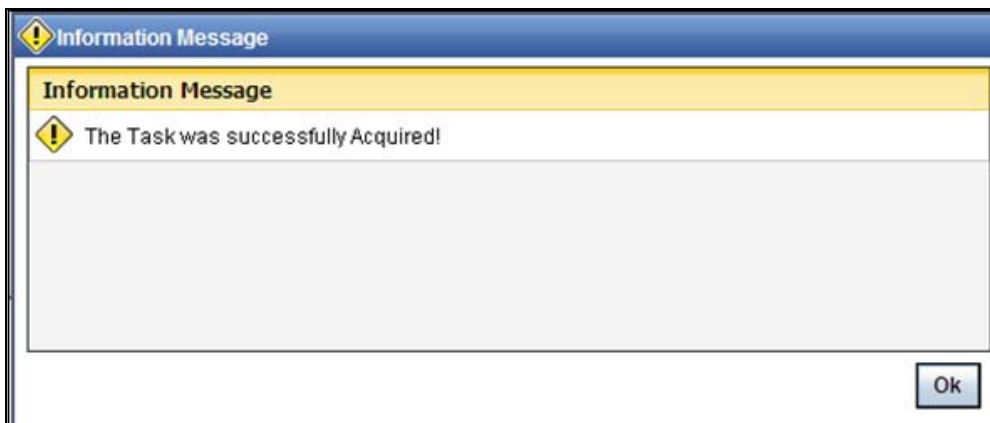 Information Message
Information Message
The Task was successfully Acquired!
Ok